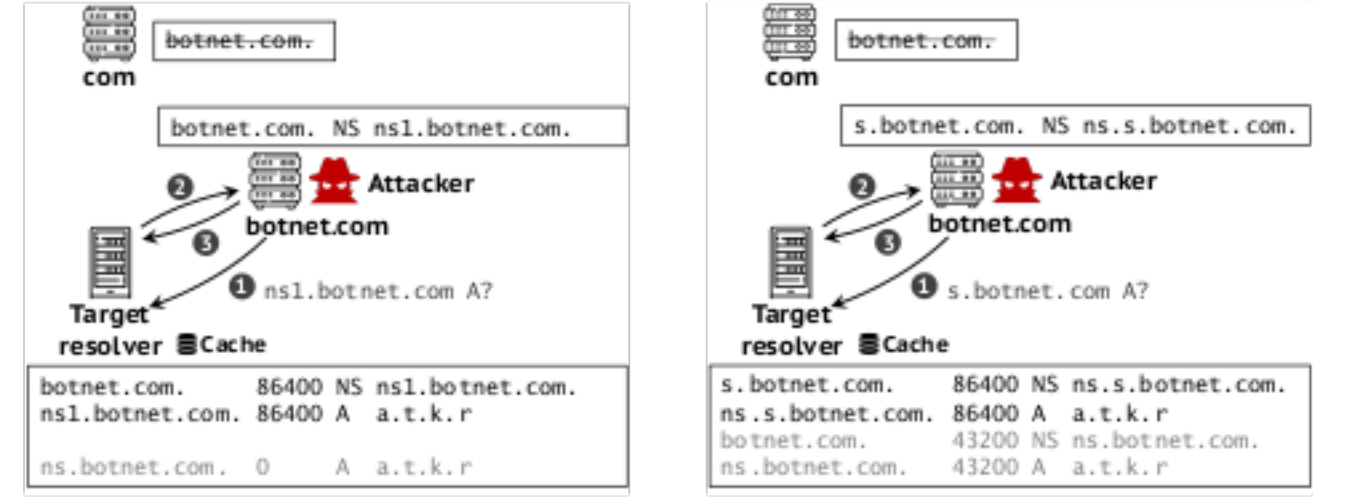 botnet.com.
com
botnet.com. NS ns1.botnet.com.
2
Attacker
botnet.com
3
1 ns1.botnet.com A?
Target
resolver Cache
botnet.com. 86400 NS ns1.botnet.com.
ns1.botnet.com. 86400 A a.t.k.r
ns.botnet.com. 0 A a.t.k.r
botnet.com.
com
s.botnet.com. NS ns.s.botnet.com.
2
Attacker
botnet.com
3
1 s.botnet.com A?
Target
resolver Cache
s.botnet.com. 86400 NS ns.s.botnet.com.
ns.s.botnet.com. 86400 A a.t.k.r
botnet.com. 43200 NS ns.botnet.com.
ns.botnet.com. 43200 A a.t.k.r